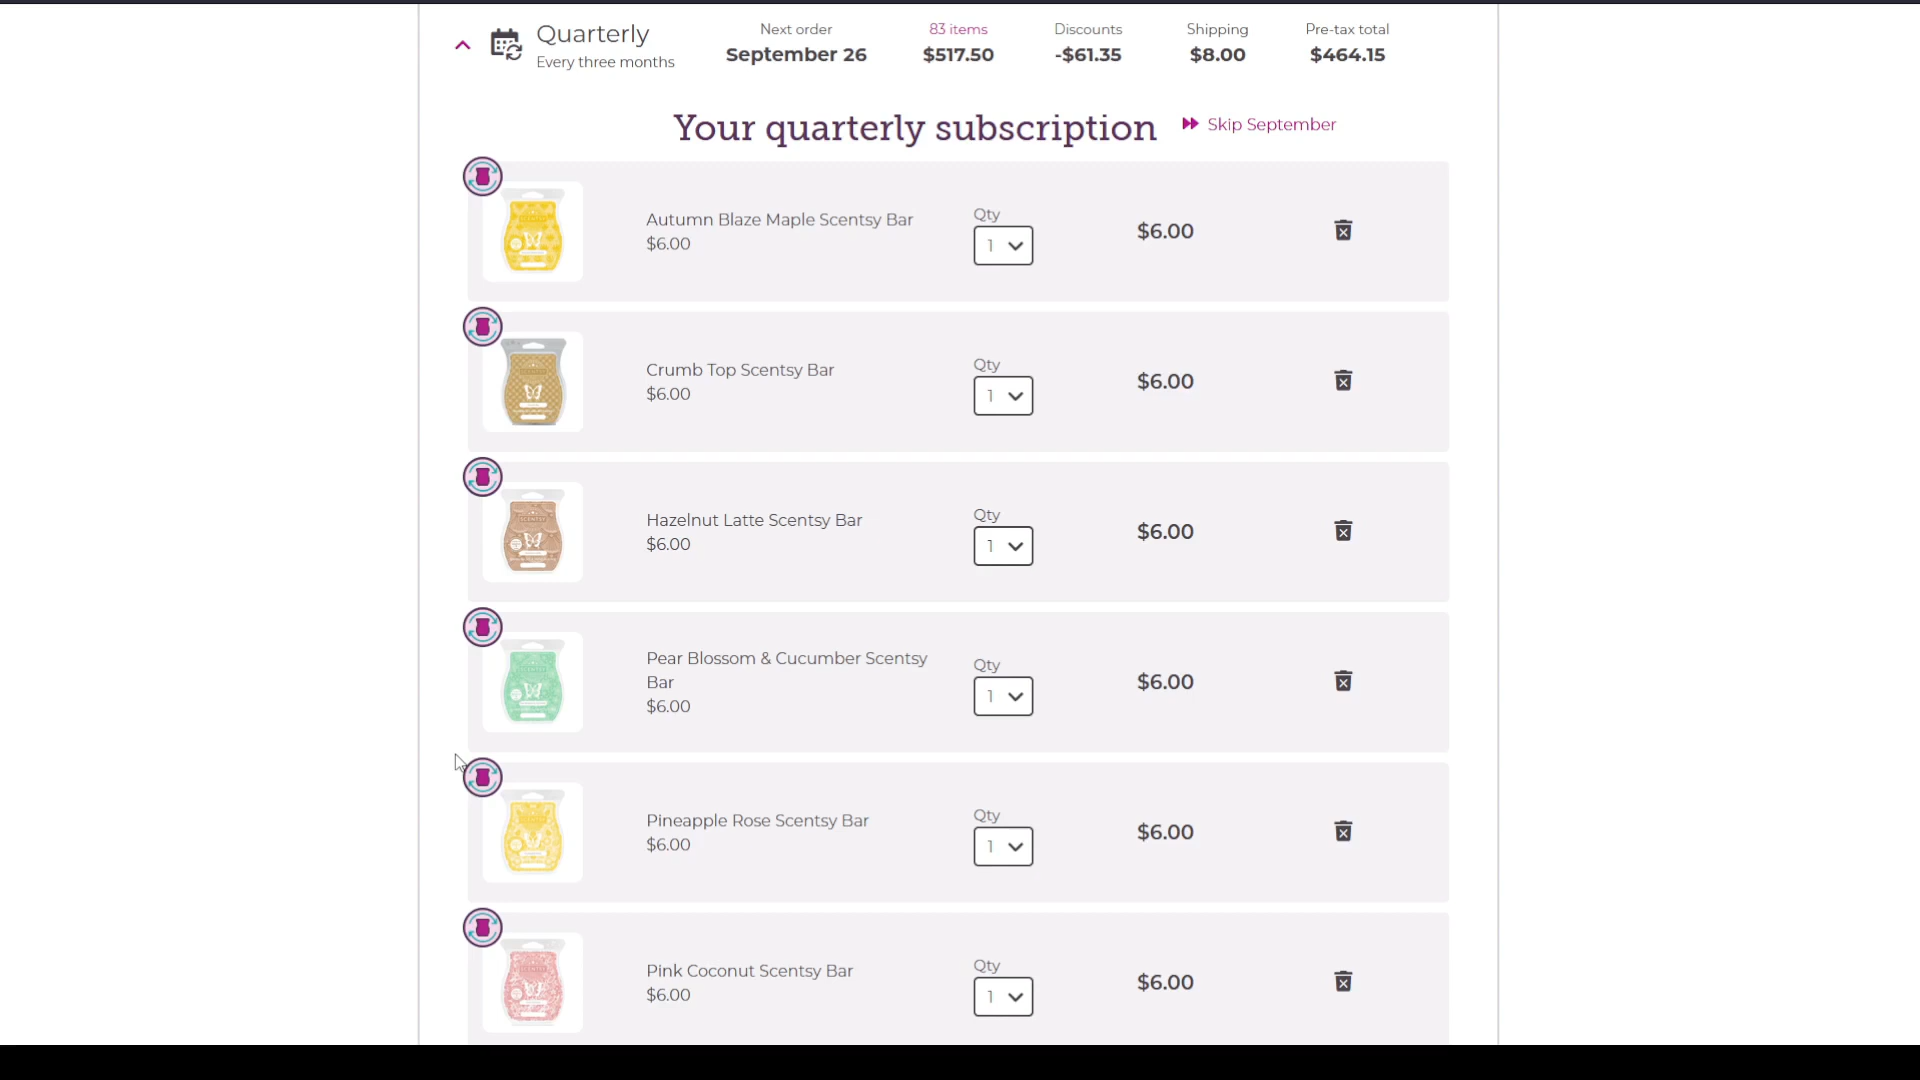 Quarterly
Every three months
Next order
September 26
83 items
$517.50
Discounts
-$61.35
Shipping
$8.00
Pre-tax total
$464.15
Your quarterly subscription
Skip September
Autumn Blaze Maple Scentsy Bar
$6.00
Qty
1
$6.00
Crumb Top Scentsy Bar
$6.00
Qty
1
$6.00
Hazelnut Latte Scentsy Bar
$6.00
Qty
1
$6.00
Pear Blossom & Cucumber Scentsy
Bar
$6.00
Qty
1
$6.00
Pineapple Rose Scentsy Bar
$6.00
Qty
1
$6.00
Pink Coconut Scentsy Bar
$6.00
Qty
1
$6.00